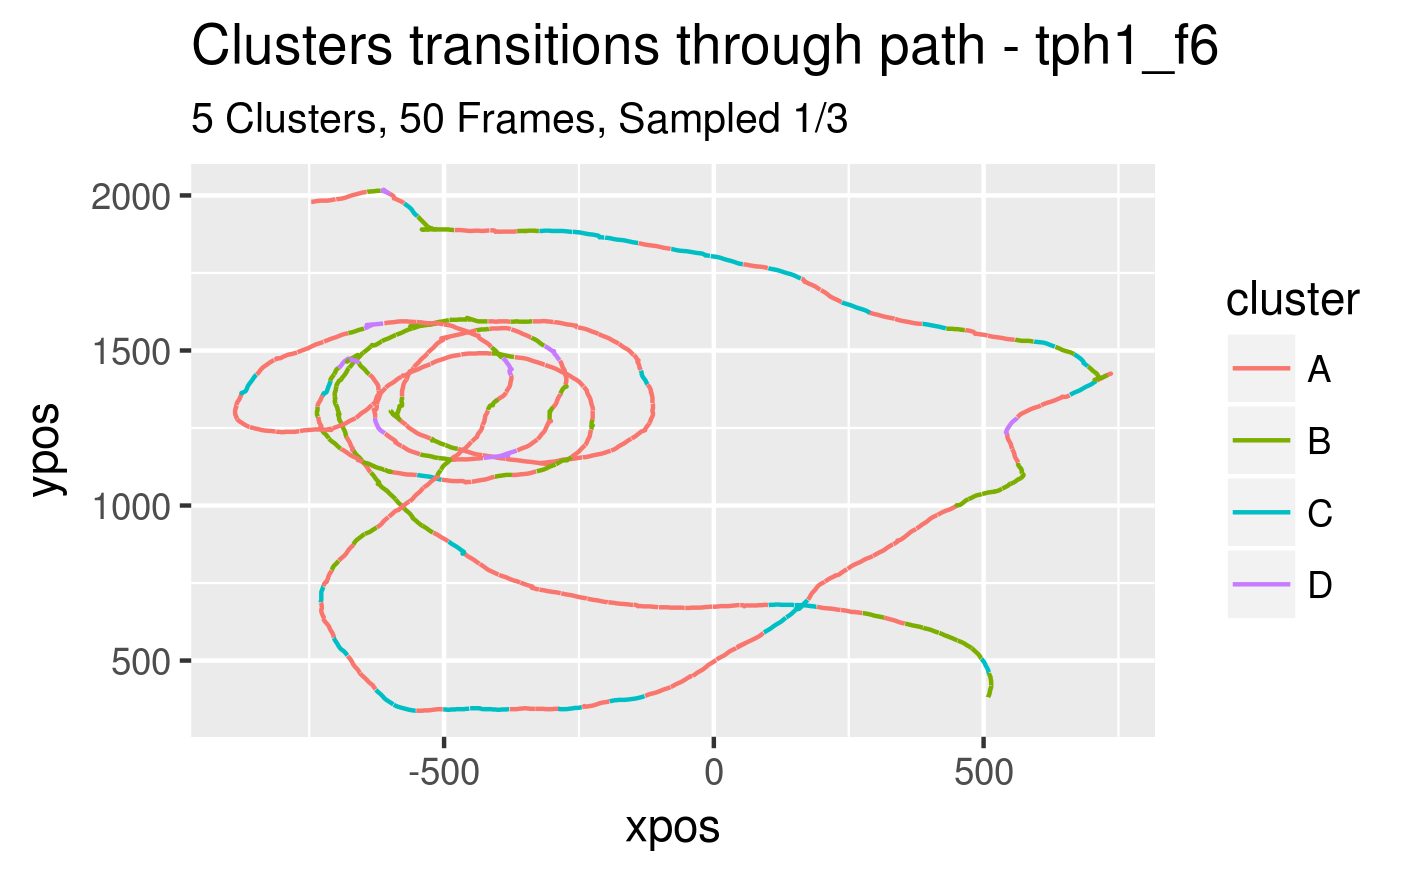 Clusters transitions through path - tph1_f6
5 Clusters, 50 Frames, Sampled 1/3
2000
1500
1000
500
ypos
-500
0
500
xpos
cluster
A
B
C
D